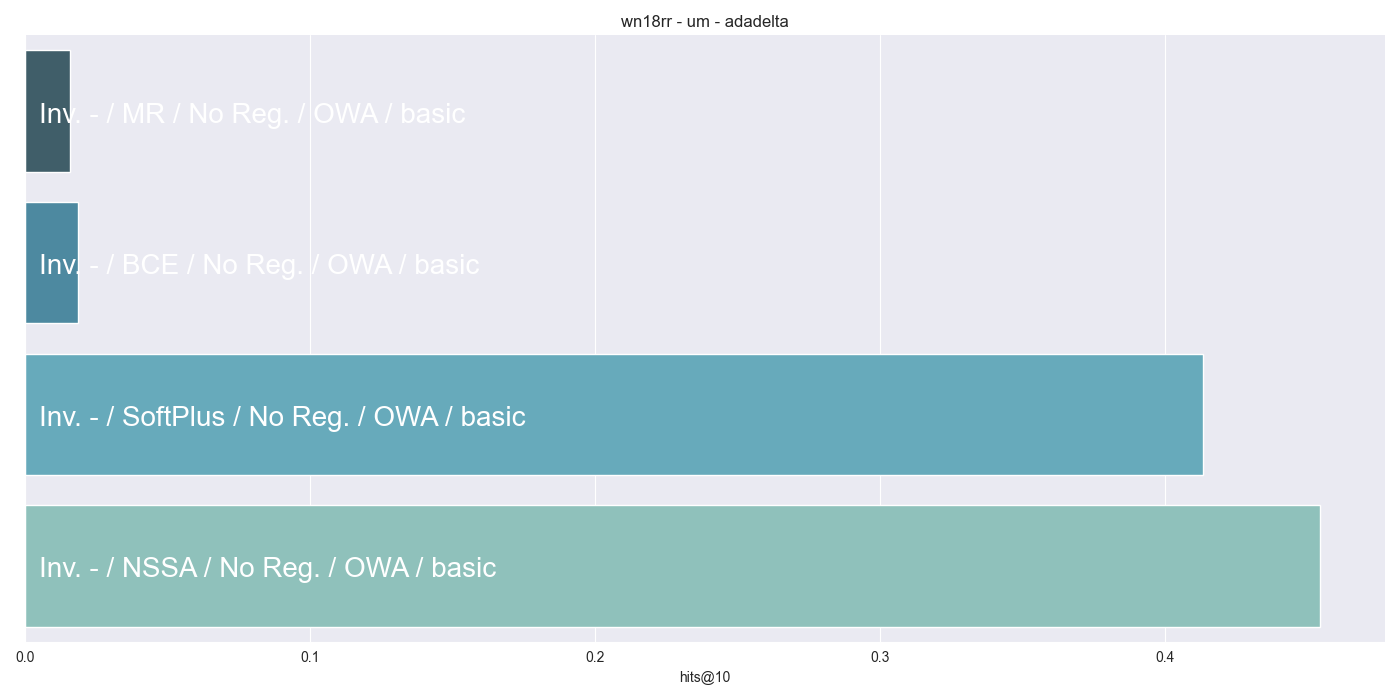 wn18rr - um - adadelta
Inv. - / MR / No Reg. / OWA / basic
Inv. - / BCE / No Reg. / OWA / basic
Inv. - / SoftPlus / No Reg. / OWA / basic
Inv. - / NSSA / No Reg. / OWA / basic
0.0 0.1 0.2 0.3 0.4
hits@10